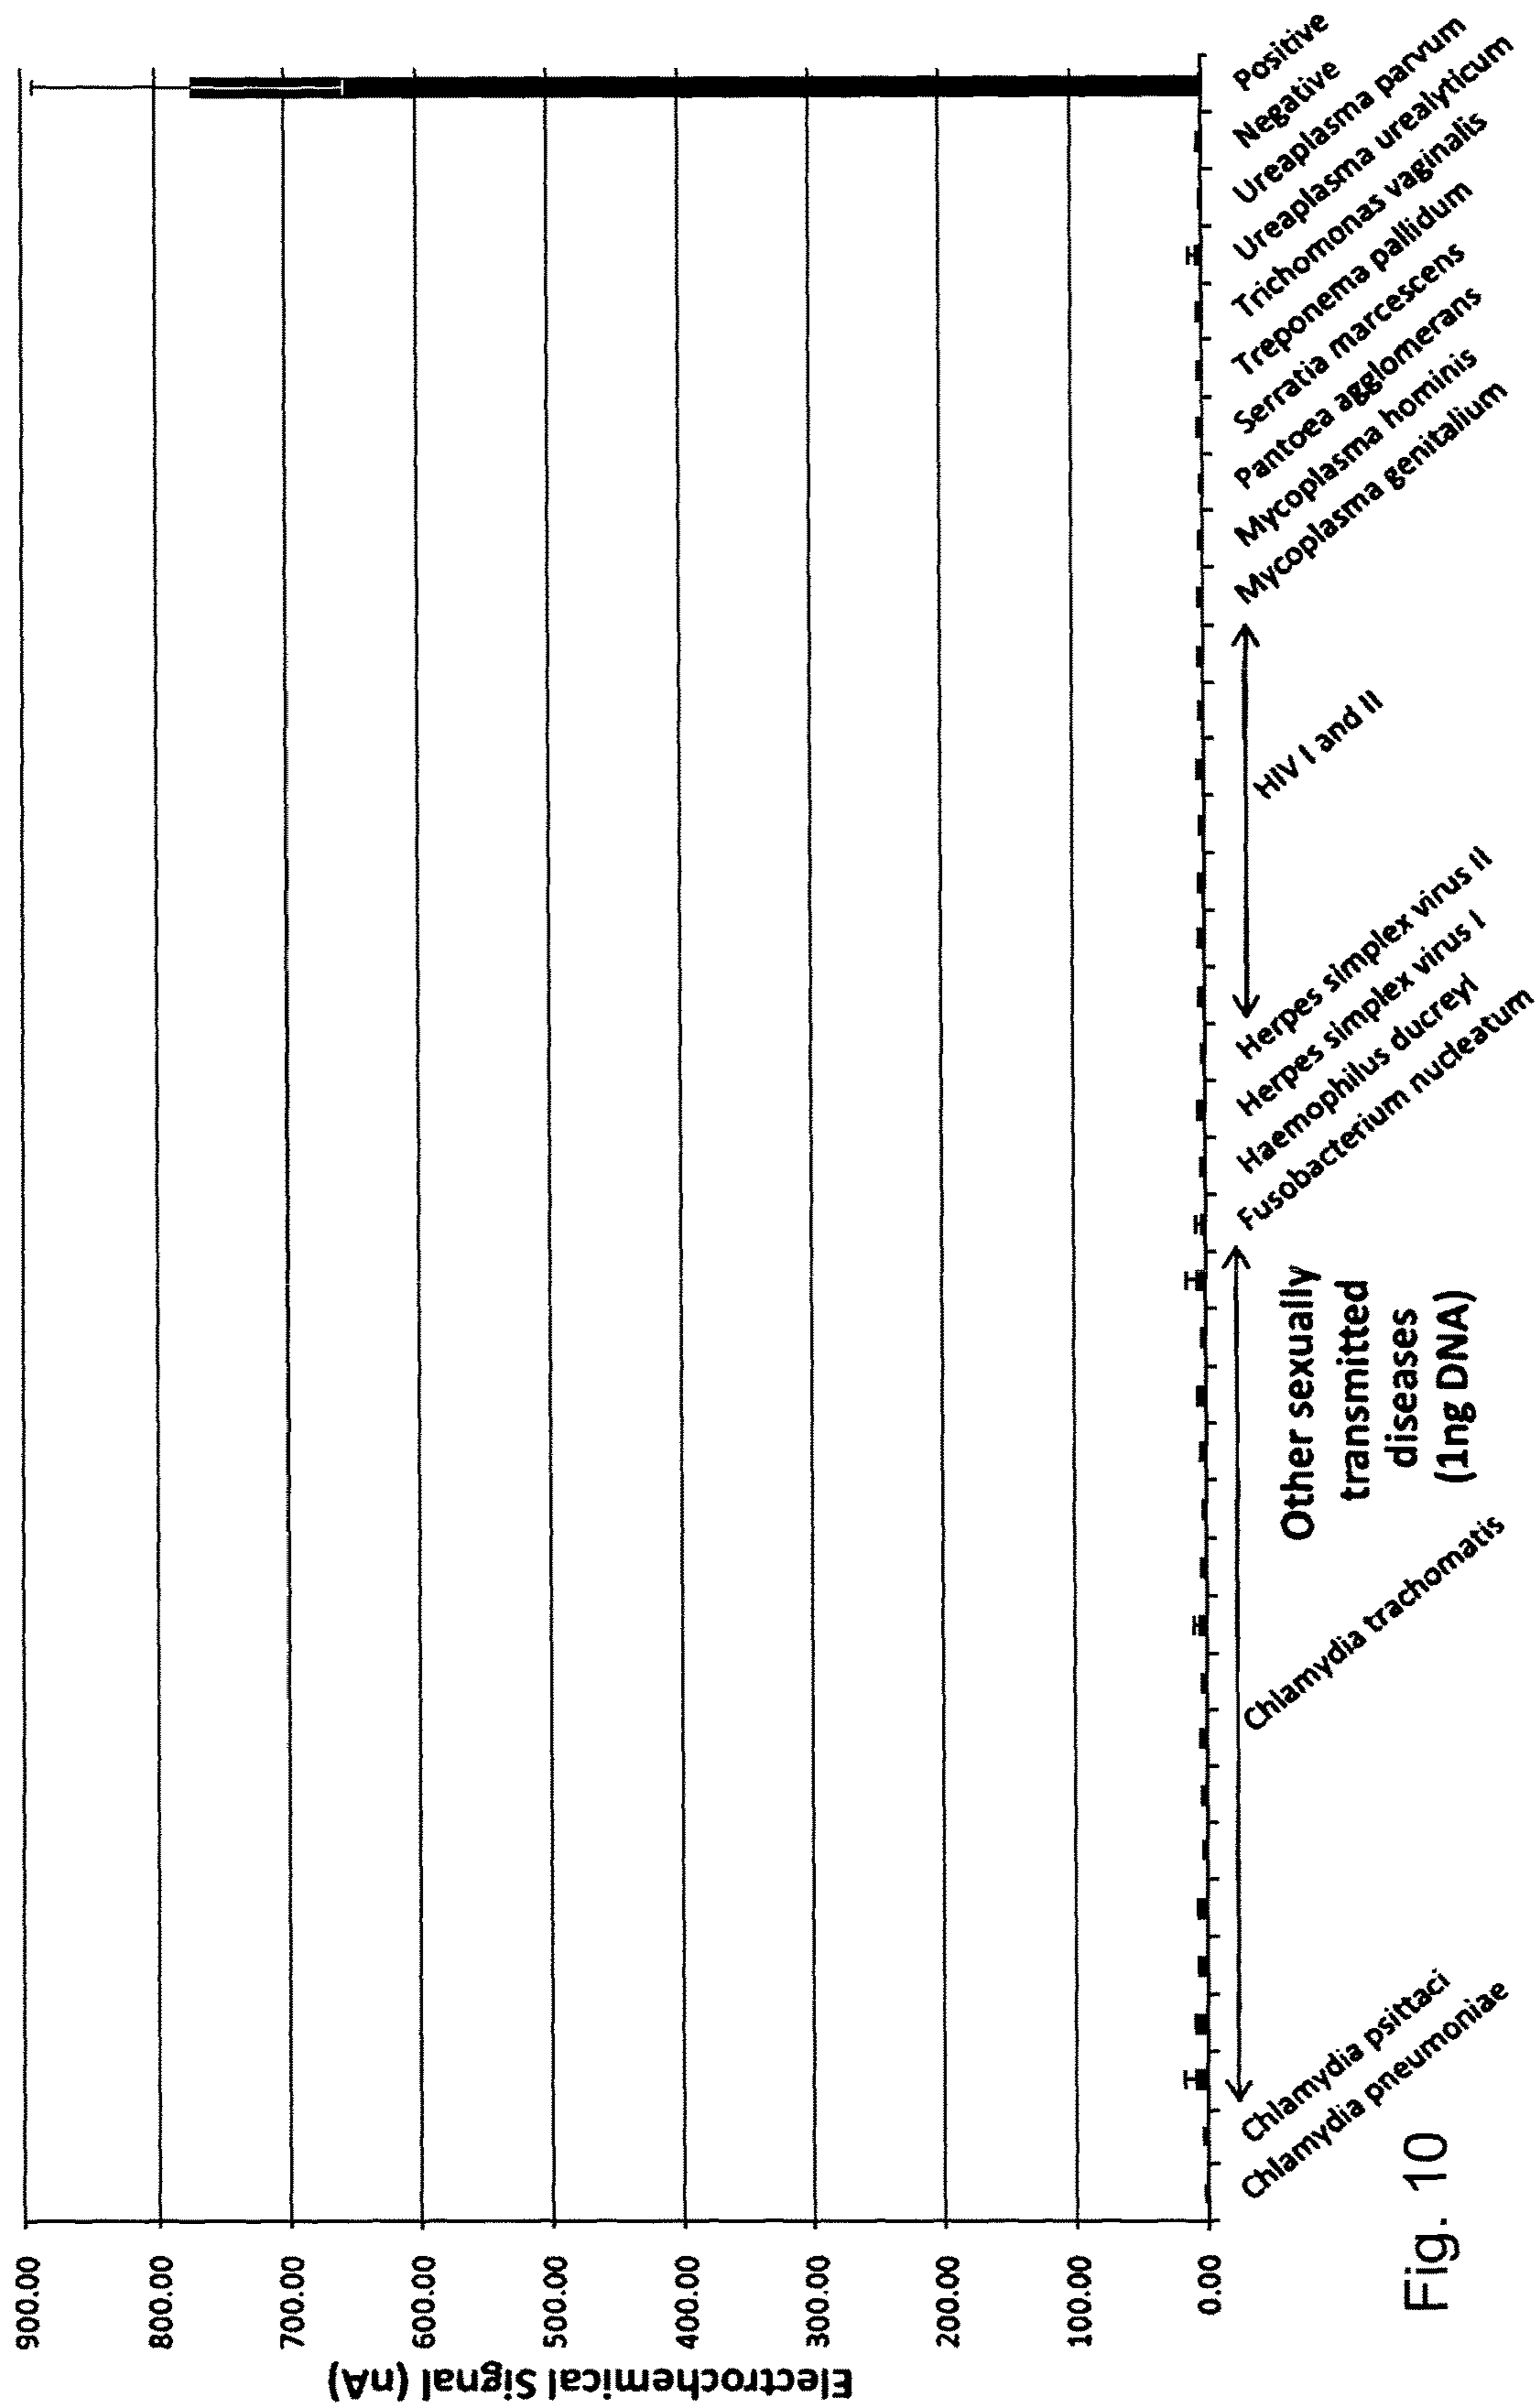 Electrochemical Signal (nA)
900.00
800.00
700.00
600.00
500.00
400.00
300.00
200.00
100.00
0.00
Chlamydia pneumoniae
Chlamydia psittaci
Chlamydia trachomatis
Fusobacterium nucleatum
Haemophilus ducreyl
Herpes simplex virus I
Herpes simplex virus II
HIV I and II
Mycoplasma genitalium
Mycoplasma hominis
Pantoea agglomerans
Serratia marcescens
Treponema pallidum
Trichomonas vaginalis
Ureaplasma urealyticum
Ureaplasma parvum
Negative
Positive
Other sexually
transmitted
diseases
(1ng DNA)
Fig. 10